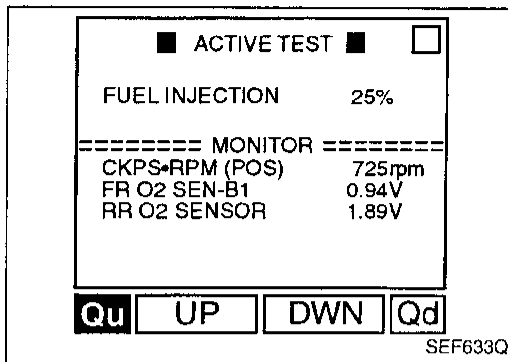 ■ ACTIVE TEST ■ □
FUEL INJECTION 25%
======== MONITOR ========
CKPS•RPM (POS) 725rpm
FR O2 SEN-B1 0.94V
RR O2 SENSOR 1.89V
Qu UP DWN Qd
SEF633Q